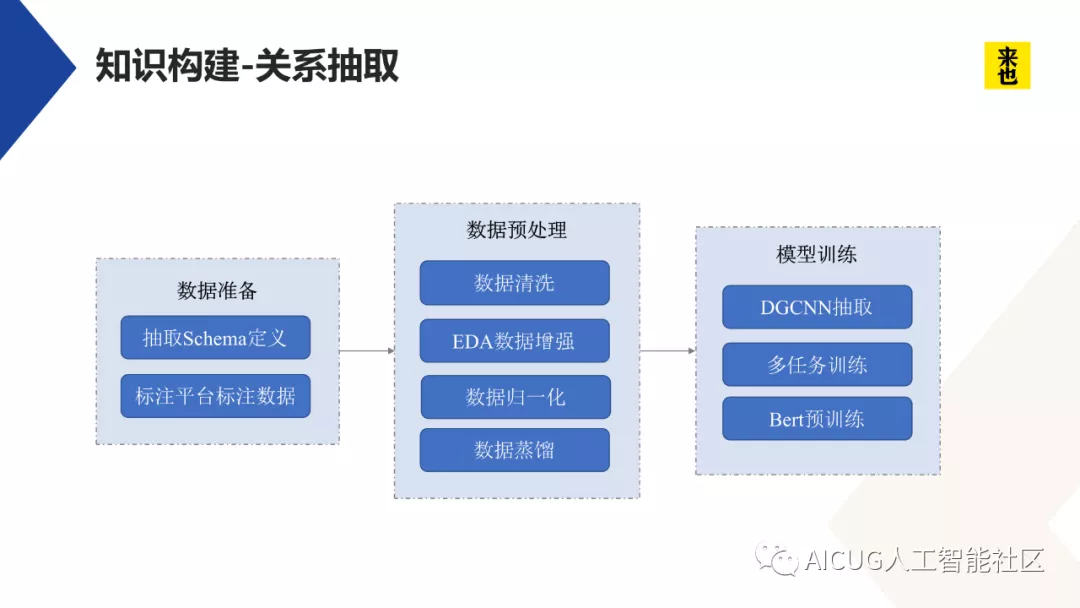 知识构建-关系抽取
来也
数据准备
抽取Schema定义
标注平台标注数据
数据预处理
数据清洗
EDA数据增强
数据归一化
数据蒸馏
模型训练
DGCNN抽取
多任务训练
Bert预训练
AICUG人工智能社区